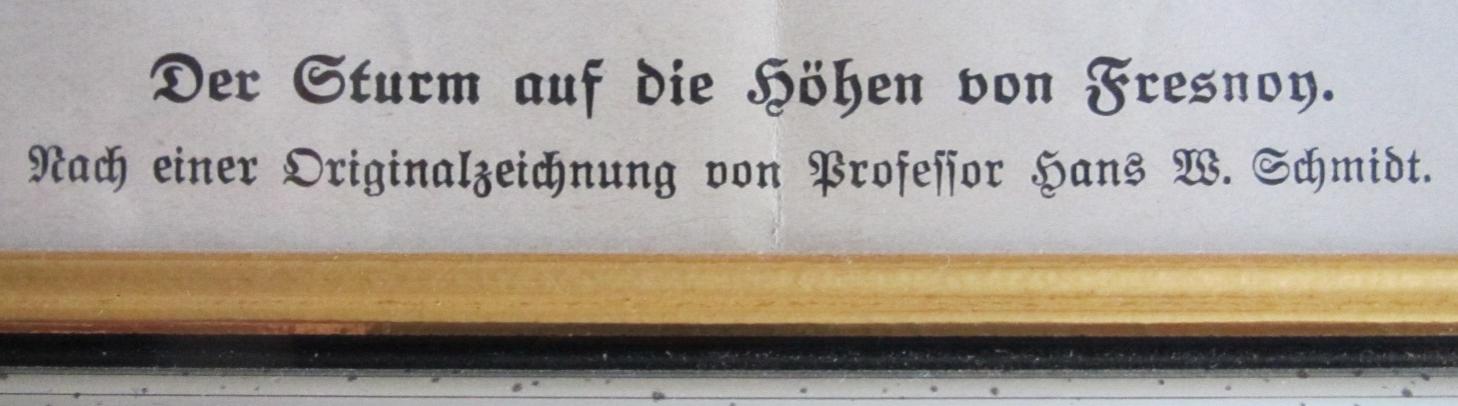 Der Sturm auf die Höhen von Fresnoy.
Nach einer Originalzeichnung von Professor Hans W. Schmidt.